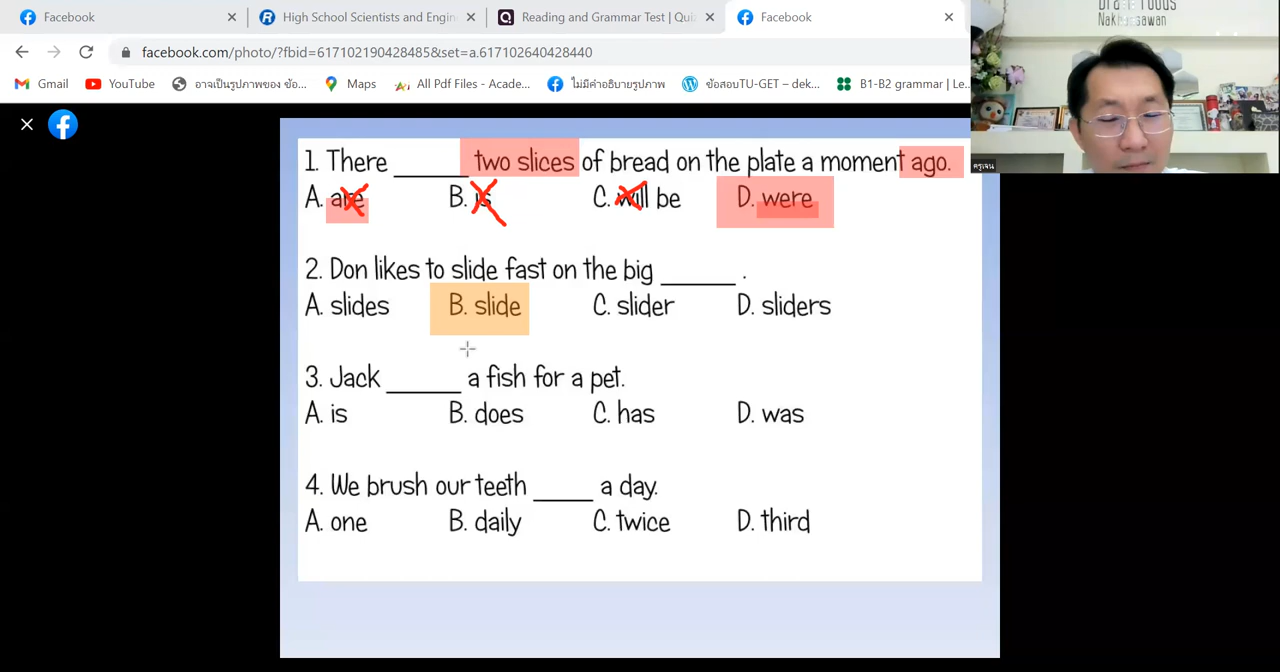 Facebook
High School Scientists and Engin
Reading and Grammar Test | Qui
Facebook
facebook.com/photo/?fbid=617102190428485&set=a.617102640428440
Gmail
YouTube
อาจเป็นรูปภาพของ ข้อ...
Maps
All Pdf Files - Acade...
ไม่มีคำอธิบายรูปภาพ
ข้อสอบTU-GET – dek...
B1-B2 grammar | Le
ครูเจน
1. There ______ two slices of bread on the plate a moment ago.
A. are B. is C. will be D. were
2. Don likes to slide fast on the big ______ .
A. slides B. slide C. slider D. sliders
3. Jack ______ a fish for a pet.
A. is B. does C. has D. was
4. We brush our teeth _____ a day.
A. one B. daily C. twice D. third